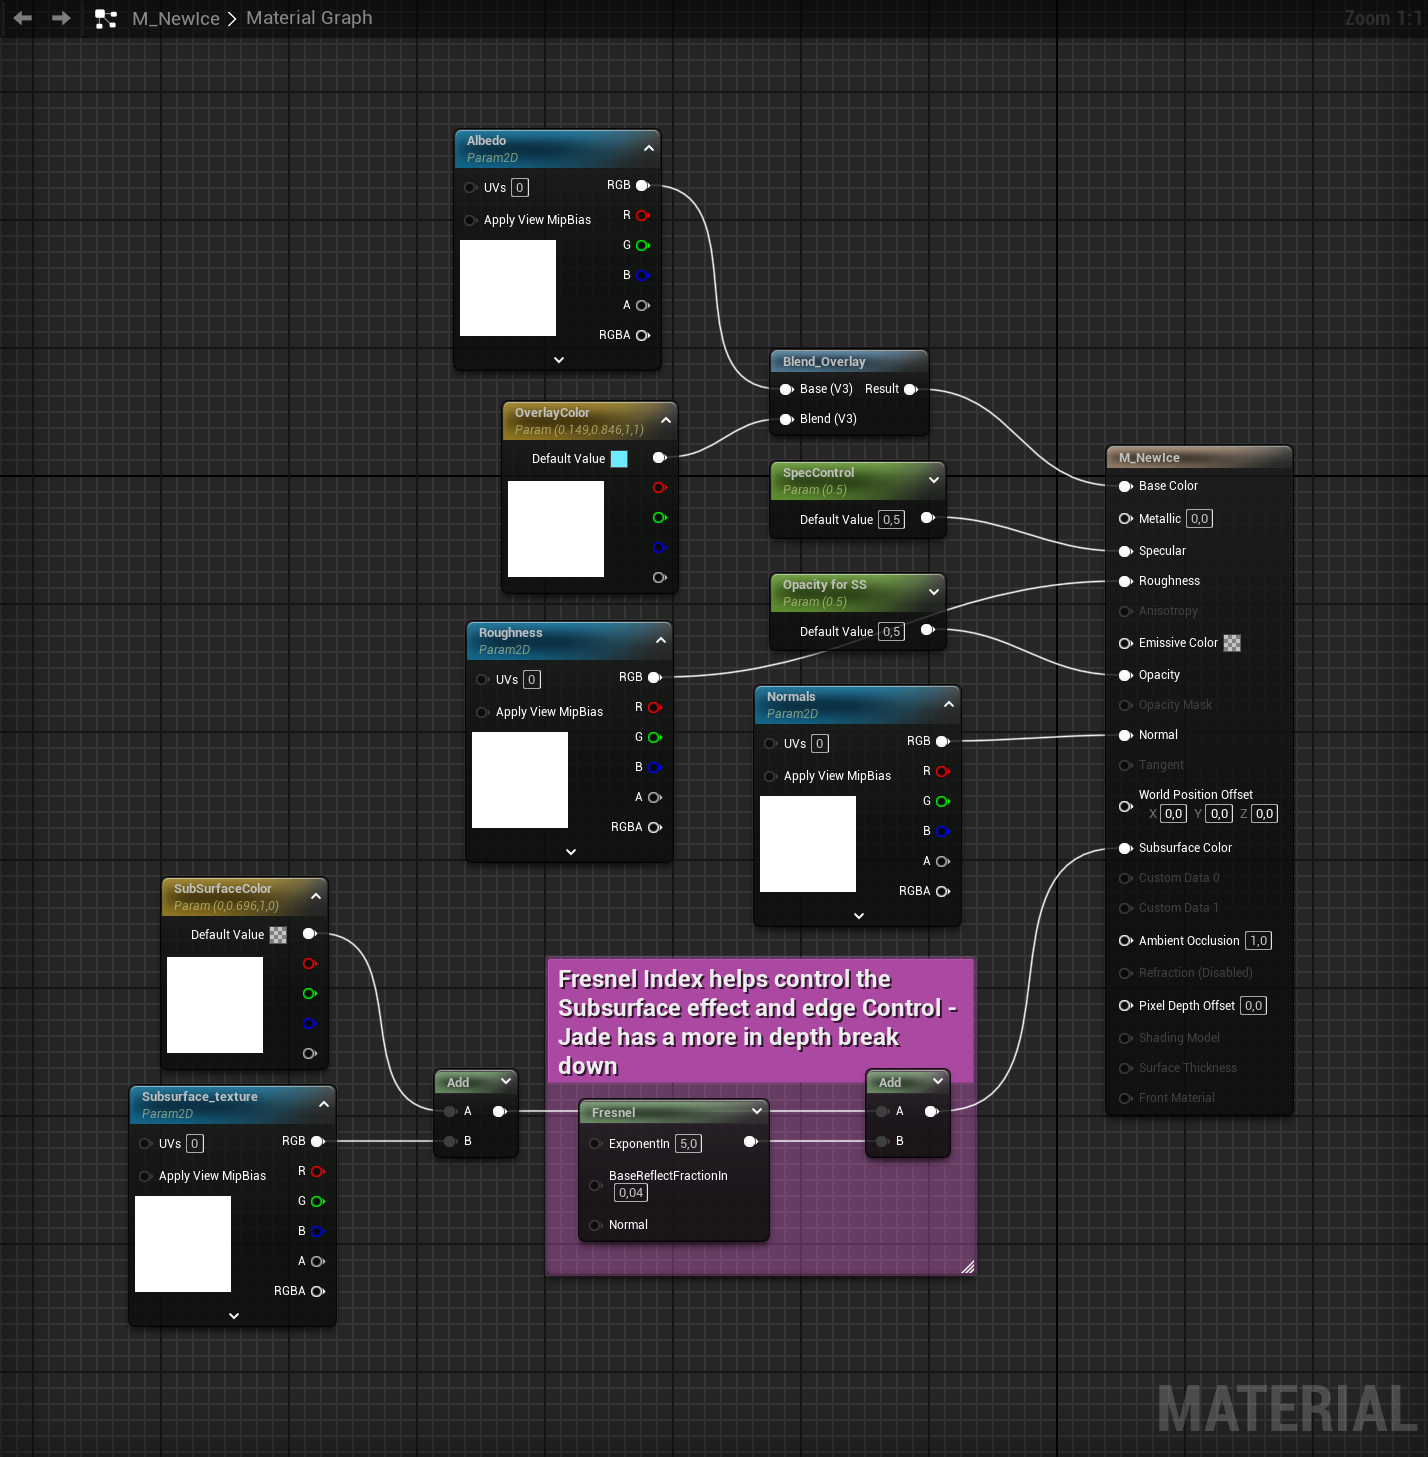 M_NewIce > Material Graph
Zoom 1:1
Albedo
Param2D
UVs 0
RGB
Apply View MipBias
R
G
B
A
RGBA
Blend_Overlay
Base (V3) Result
Blend (V3)
OverlayColor
Param (0.149,0.846,1,1)
Default Value
SpecControl
Param (0.5)
Default Value 0,5
Opacity for SS
Param (0.5)
Default Value 0,5
Roughness
Param2D
UVs 0
RGB
Apply View MipBias
R
G
B
A
RGBA
Normals
Param2D
UVs 0
RGB
Apply View MipBias
R
G
B
A
RGBA
M_NewIce
Base Color
Metallic 0,0
Specular
Roughness
Anisotropy
Emissive Color
Opacity
Opacity Mask
Normal
Tangent
World Position Offset
X 0,0 Y 0,0 Z 0,0
Subsurface Color
Custom Data 0
Custom Data 1
Ambient Occlusion 1,0
Refraction (Disabled)
Pixel Depth Offset 0,0
Shading Model
Surface Thickness
Front Material
SubSurfaceColor
Param (0,0.696,1,0)
Default Value
Subsurface_texture
Param2D
UVs 0
RGB
Apply View MipBias
R
G
B
A
RGBA
Add
A
B
Fresnel Index helps control the
Subsurface effect and edge Control -
Jade has a more in depth break
down
Fresnel
ExponentIn 5,0
BaseReflectFractionIn
0,04
Normal
Add
A
B
MATERIAL